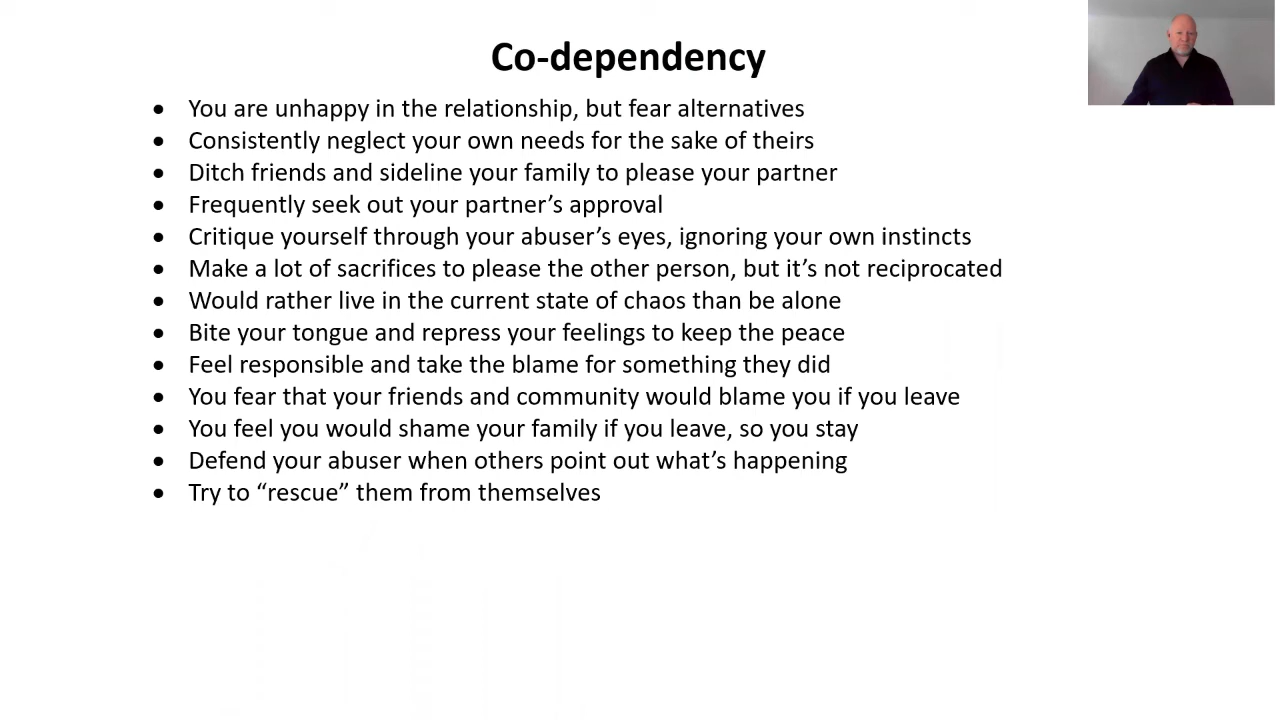 Co-dependency
• You are unhappy in the relationship, but fear alternatives
• Consistently neglect your own needs for the sake of theirs
• Ditch friends and sideline your family to please your partner
• Frequently seek out your partner’s approval
• Critique yourself through your abuser’s eyes, ignoring your own instincts
• Make a lot of sacrifices to please the other person, but it’s not reciprocated
• Would rather live in the current state of chaos than be alone
• Bite your tongue and repress your feelings to keep the peace
• Feel responsible and take the blame for something they did
• You fear that your friends and community would blame you if you leave
• You feel you would shame your family if you leave, so you stay
• Defend your abuser when others point out what’s happening
• Try to “rescue” them from themselves